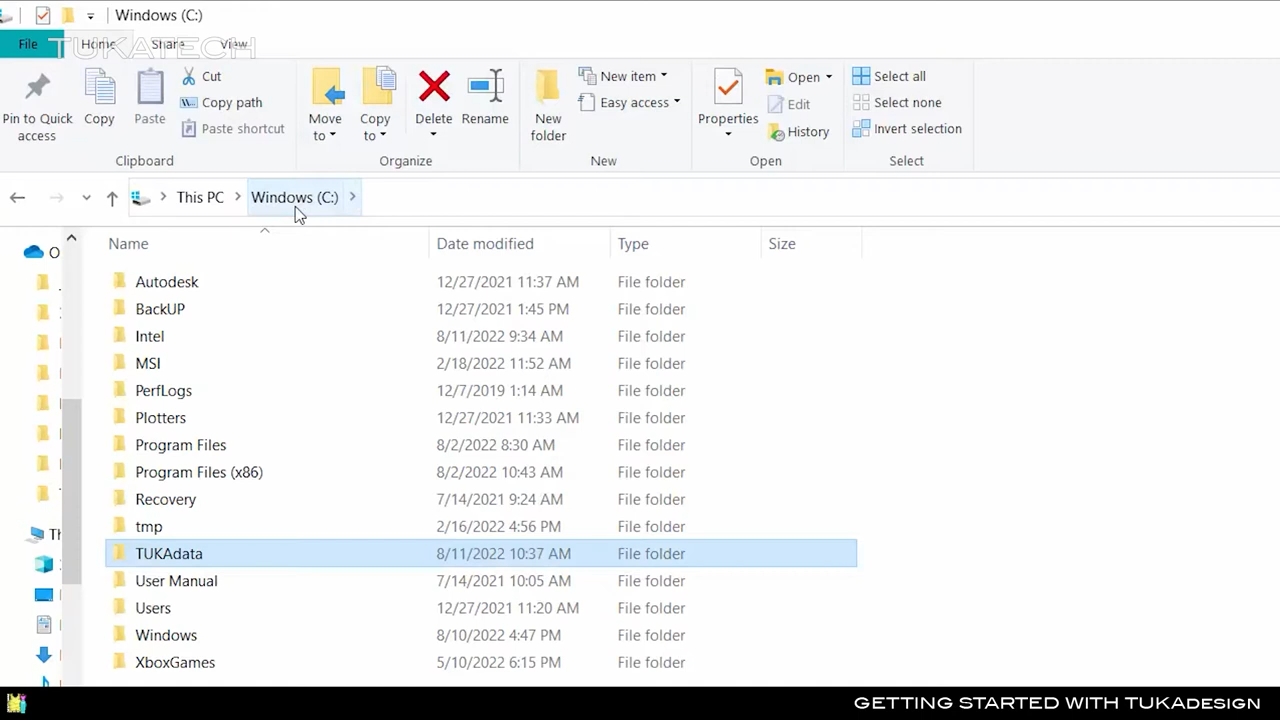 Windows (C:)
File Home Share View
TUKATECH
Pin to Quick access
Copy
Paste
Cut
Copy path
Paste shortcut
Clipboard
Move to
Copy to
Delete
Rename
Organize
New folder
New item
Easy access
New
Properties
Open
Edit
History
Open
Select all
Select none
Invert selection
Select
This PC > Windows (C:) >
O
Th
Name Date modified Type Size
Autodesk 12/27/2021 11:37 AM File folder
BackUP 12/27/2021 1:45 PM File folder
Intel 8/11/2022 9:34 AM File folder
MSI 2/18/2022 11:52 AM File folder
PerfLogs 12/7/2019 1:14 AM File folder
Plotters 12/27/2021 11:33 AM File folder
Program Files 8/2/2022 8:30 AM File folder
Program Files (x86) 8/2/2022 10:43 AM File folder
Recovery 7/14/2021 9:24 AM File folder
tmp 2/16/2022 4:56 PM File folder
TUKAdata 8/11/2022 10:37 AM File folder
User Manual 7/14/2021 10:05 AM File folder
Users 12/27/2021 11:20 AM File folder
Windows 8/10/2022 4:47 PM File folder
XboxGames 5/10/2022 6:15 PM File folder
GETTING STARTED WITH TUKADESIGN